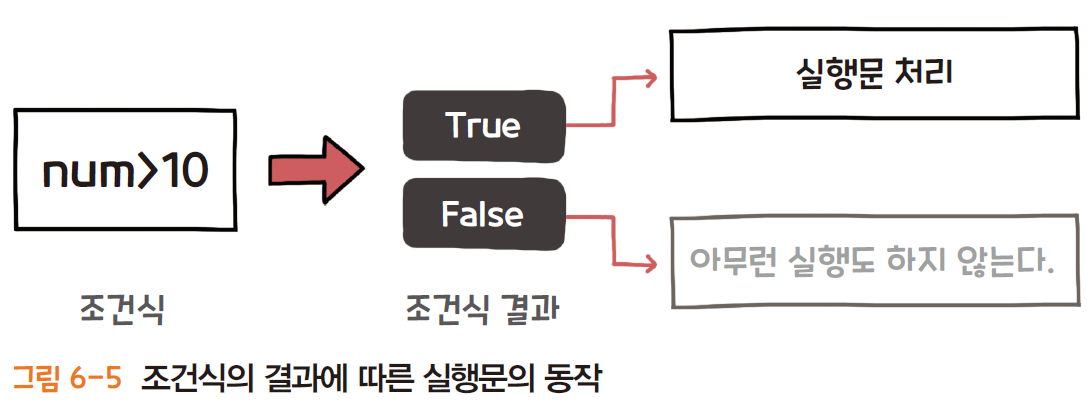 num>10
조건식
True
False
조건식 결과
실행문 처리
아무런 실행도 하지 않는다.
그림 6-5 조건식의 결과에 따른 실행문의 동작